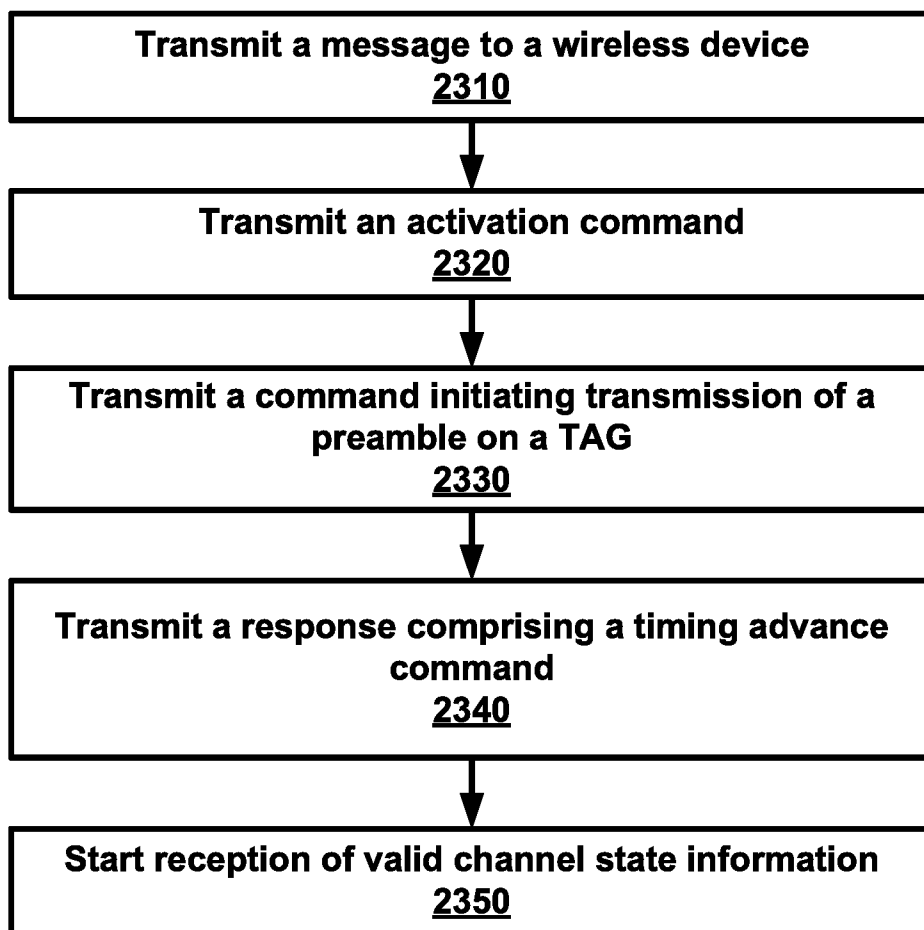 Transmit a message to a wireless device
2310
Transmit an activation command
2320
Transmit a command initiating transmission of a
preamble on a TAG
2330
Transmit a response comprising a timing advance
command
2340
Start reception of valid channel state information
2350